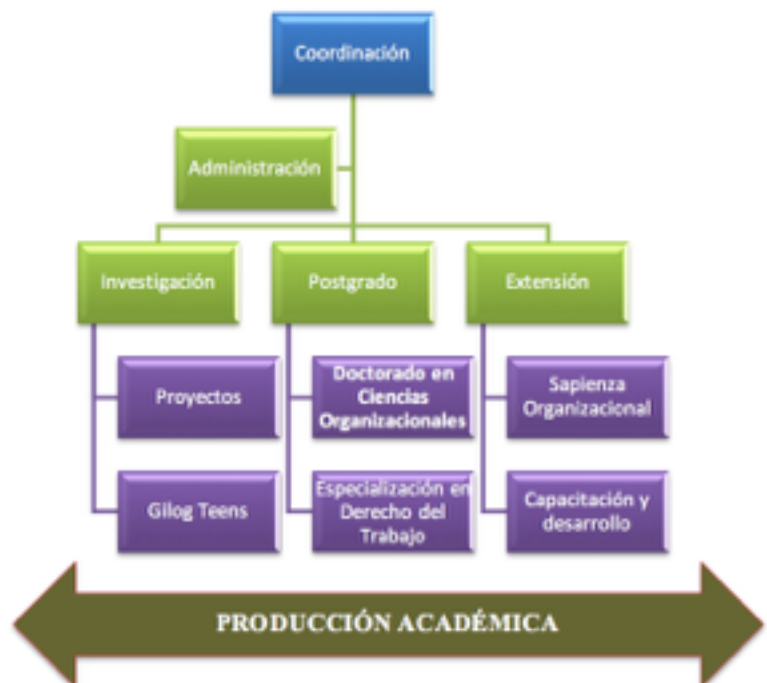 Coordinación
Administración
Investigación
Postgrado
Extensión
Proyectos
Doctorado en
Ciencias
Organizacionales
Sapienza
Organizacional
Gilog Teens
Especialización en
Derecho del
Trabajo
Capacitación y
desarrollo
PRODUCCIÓN ACADÉMICA